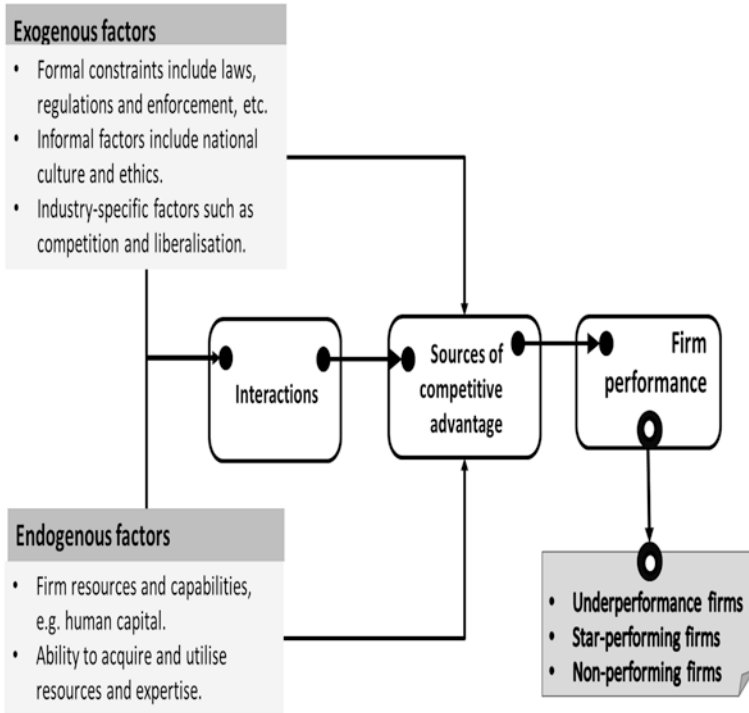 Exogenous factors
• Formal constraints include laws,
regulations and enforcement, etc.
• Informal factors include national
culture and ethics.
• Industry-specific factors such as
competition and liberalisation.
Interactions
Sources of
competitive
advantage
Firm
performance
Endogenous factors
• Firm resources and capabilities,
e.g. human capital.
• Ability to acquire and utilise
resources and expertise.
• Underperformance firms
• Star-performing firms
• Non-performing firms